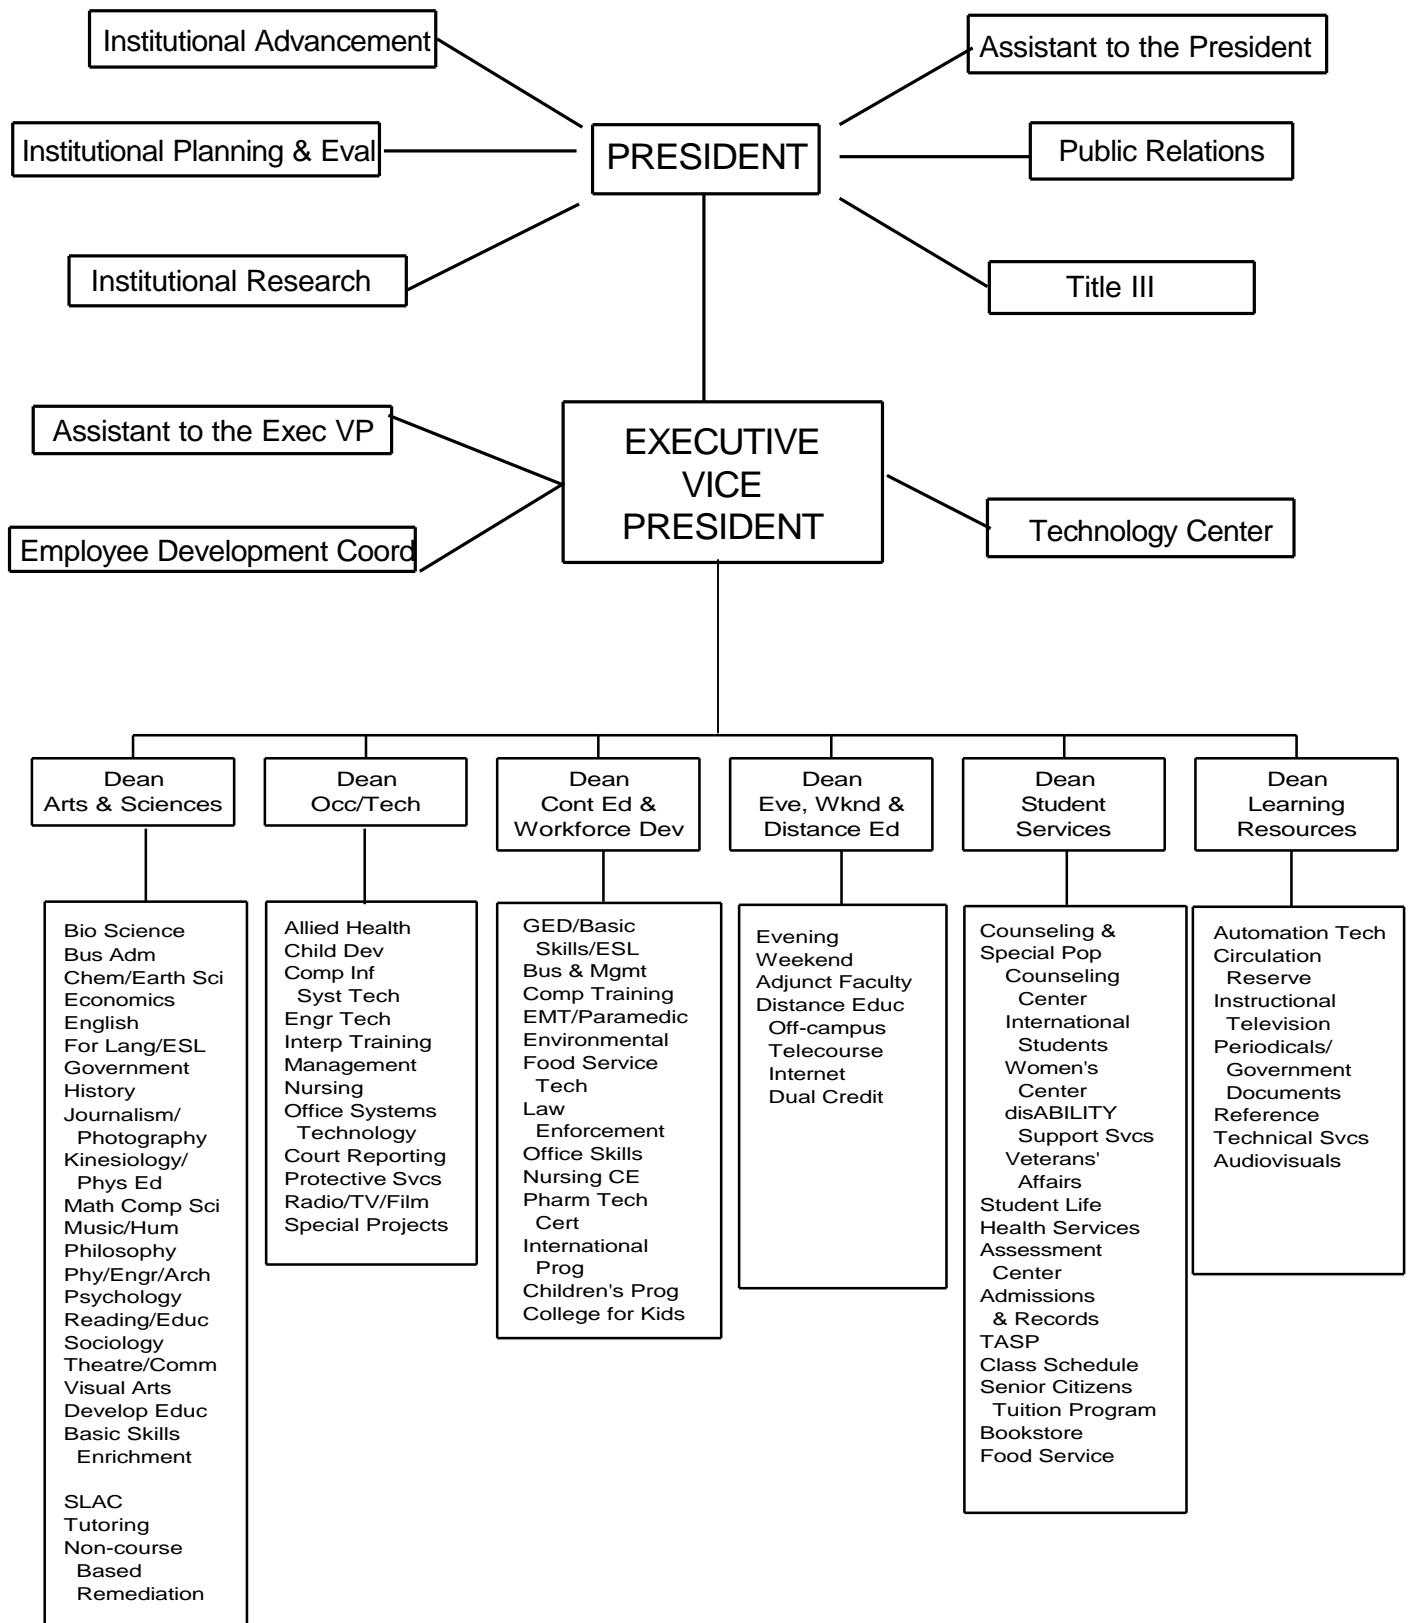 Institutional Advancement
Assistant to the President
Institutional Planning & Eval
PRESIDENT
Public Relations
Institutional Research
Title III
Assistant to the Exec VP
EXECUTIVE
VICE
PRESIDENT
Employee Development Coord
Technology Center
Dean
Arts & Sciences
Dean
Occ/Tech
Dean
Cont Ed &
Workforce Dev
Dean
Eve, Wknd &
Distance Ed
Dean
Student
Services
Dean
Learning
Resources
Bio Science
Bus Adm
Chem/Earth Sci
Economics
English
For Lang/ESL
Government
History
Journalism/
Photography
Kinesiology/
Phys Ed
Math Comp Sci
Music/Hum
Philosophy
Phy/Engr/Arch
Psychology
Reading/Educ
Sociology
Theatre/Comm
Visual Arts
Develop Educ
Basic Skills
Enrichment
SLAC
Tutoring
Non-course
Based
Remediation
Allied Health
Child Dev
Comp Inf
Syst Tech
Engr Tech
Interp Training
Management
Nursing
Office Systems
Technology
Court Reporting
Protective Svcs
Radio/TV/Film
Special Projects
GED/Basic
Skills/ESL
Bus & Mgmt
Comp Training
EMT/Paramedic
Environmental
Food Service
Tech
Law
Enforcement
Office Skills
Nursing CE
Pharm Tech
Cert
International
Prog
Children's Prog
College for Kids
Evening
Weekend
Adjunct Faculty
Distance Educ
Off-campus
Telecourse
Internet
Dual Credit
Counseling &
Special Pop
Counseling
Center
International
Students
Women's
Center
disABILITY
Support Svcs
Veterans'
Affairs
Student Life
Health Services
Assessment
Center
Admissions
& Records
TASP
Class Schedule
Senior Citizens
Tuition Program
Bookstore
Food Service
Automation Tech
Circulation
Reserve
Instructional
Television
Periodicals/
Government
Documents
Reference
Technical Svcs
Audiovisuals